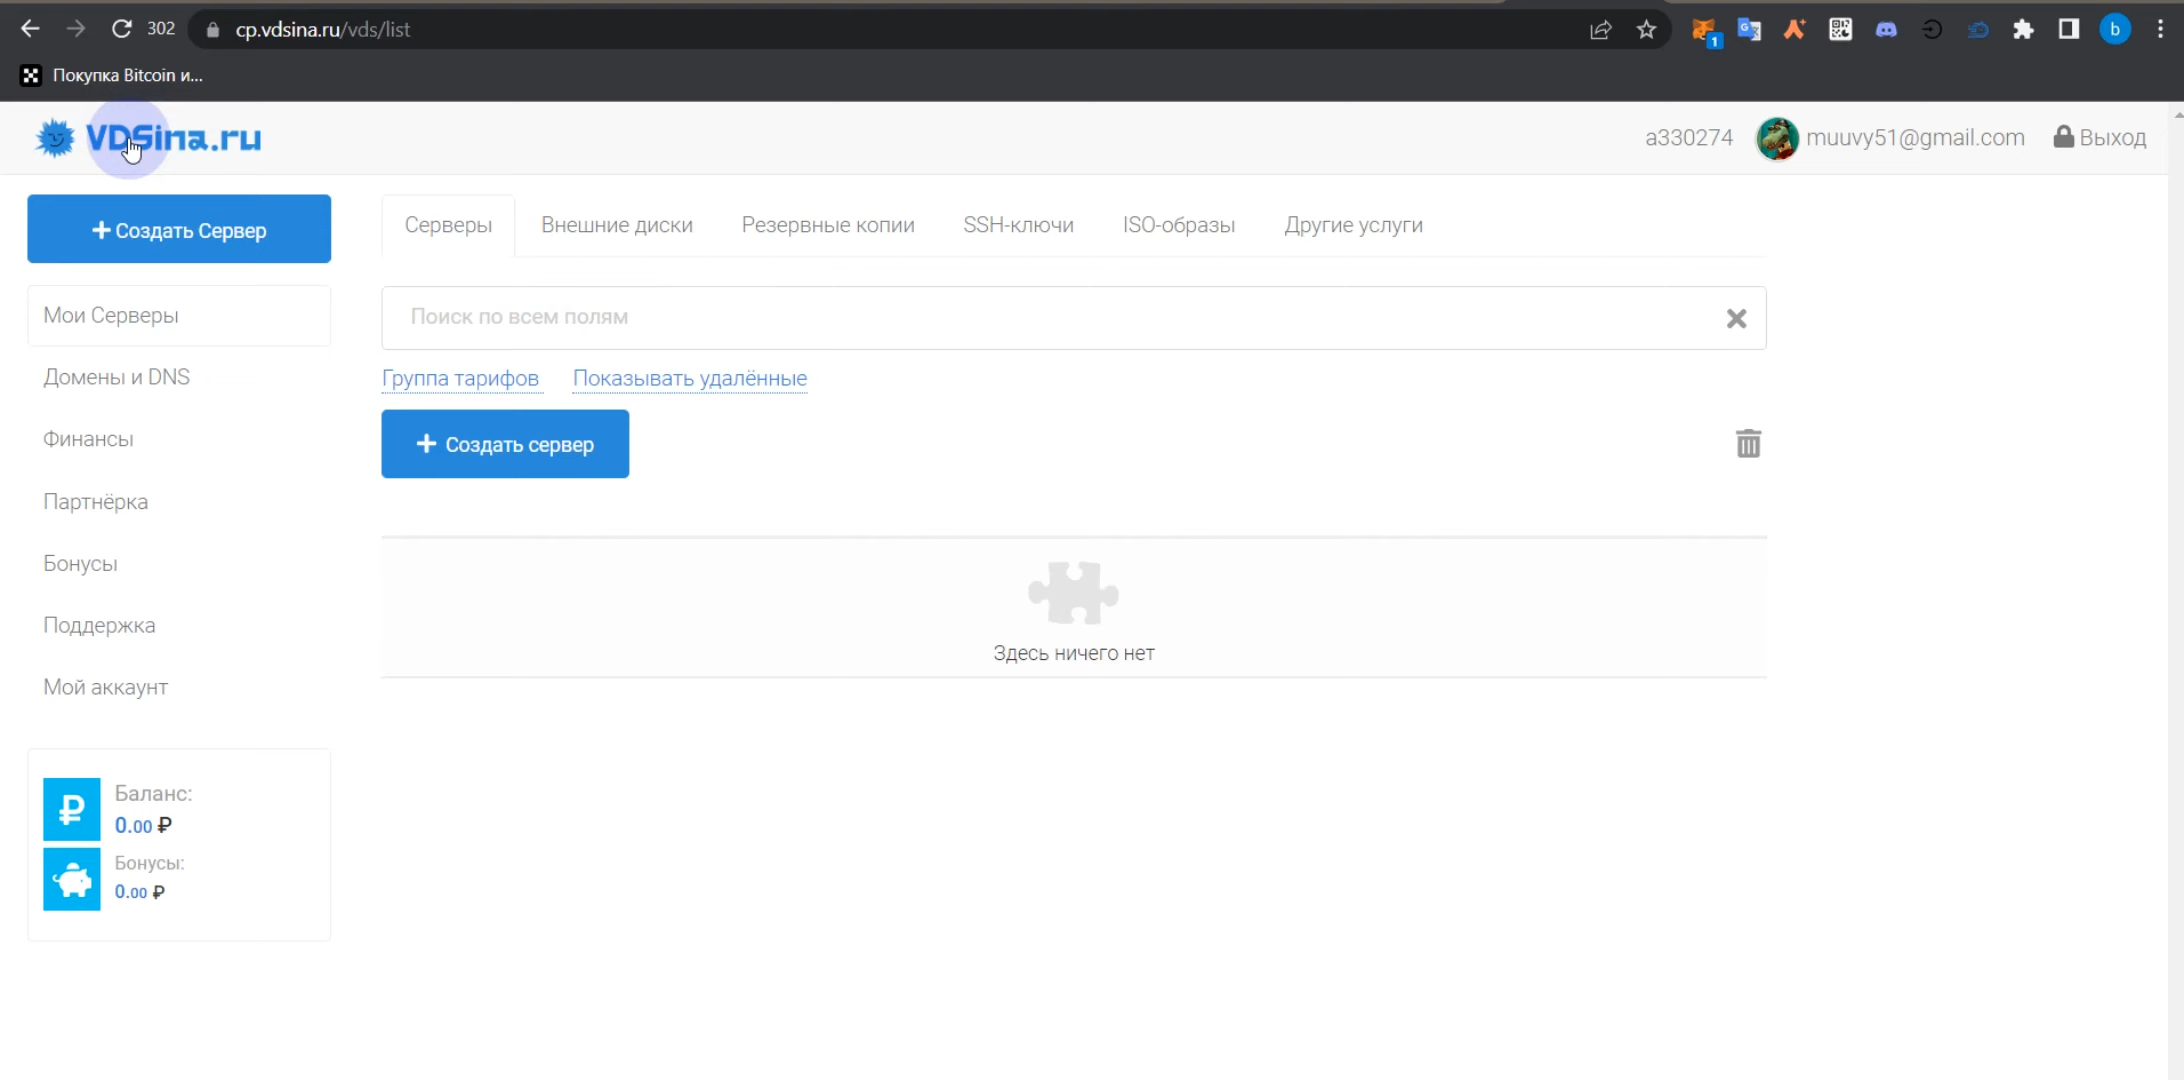 302
cp.vdsina.ru/vds/list
1
b
Покупка Bitcoin и...
VDSina.ru
a330274
muuvy51@gmail.com
Выход
Создать Сервер
Серверы
Внешние диски
Резервные копии
SSH-ключи
ISO-образы
Другие услуги
Мои Серверы
Поиск по всем полям
Домены и DNS
Группа тарифов
Показывать удалённые
Финансы
Создать сервер
Партнёрка
Бонусы
Поддержка
Здесь ничего нет
Мой аккаунт
Баланс:
0.00 ₽
Бонусы:
0.00 ₽